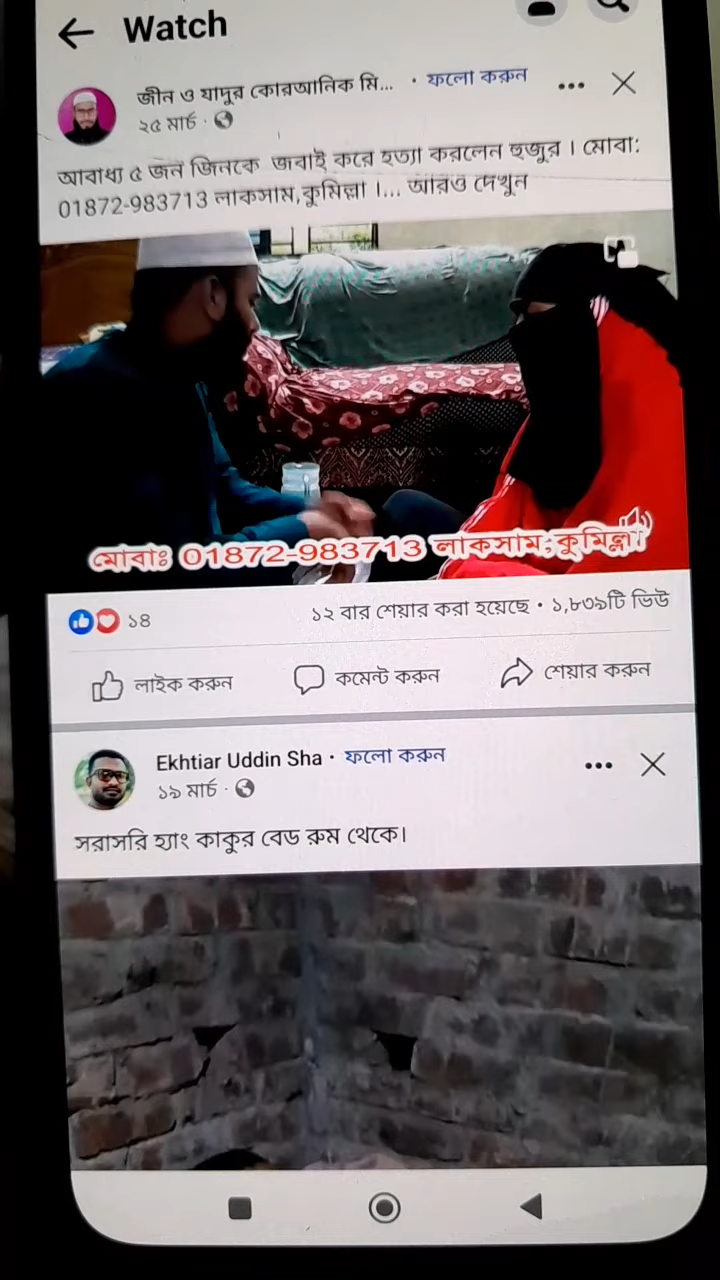 Watch
জীন ও যাদুর কোরআনিক মি... · ফলো করুন
২৫ মার্চ ·
আবাধ্য ৫ জন জিনকে জবাই করে হত্যা করলেন হুজুর । মোবা:
01872-983713 লাকসাম,কুমিল্লা ।... আরও দেখুন
মোবাঃ 01872-983713 লাকসাম,কুমিল্লা
১৪
১২ বার শেয়ার করা হয়েছে · ১,৮৩৯টি ভিউ
লাইক করুন
কমেন্ট করুন
শেয়ার করুন
Ekhtiar Uddin Sha · ফলো করুন
১৯ মার্চ ·
সরাসরি হ্যাং কাকুর বেড রুম থেকে।